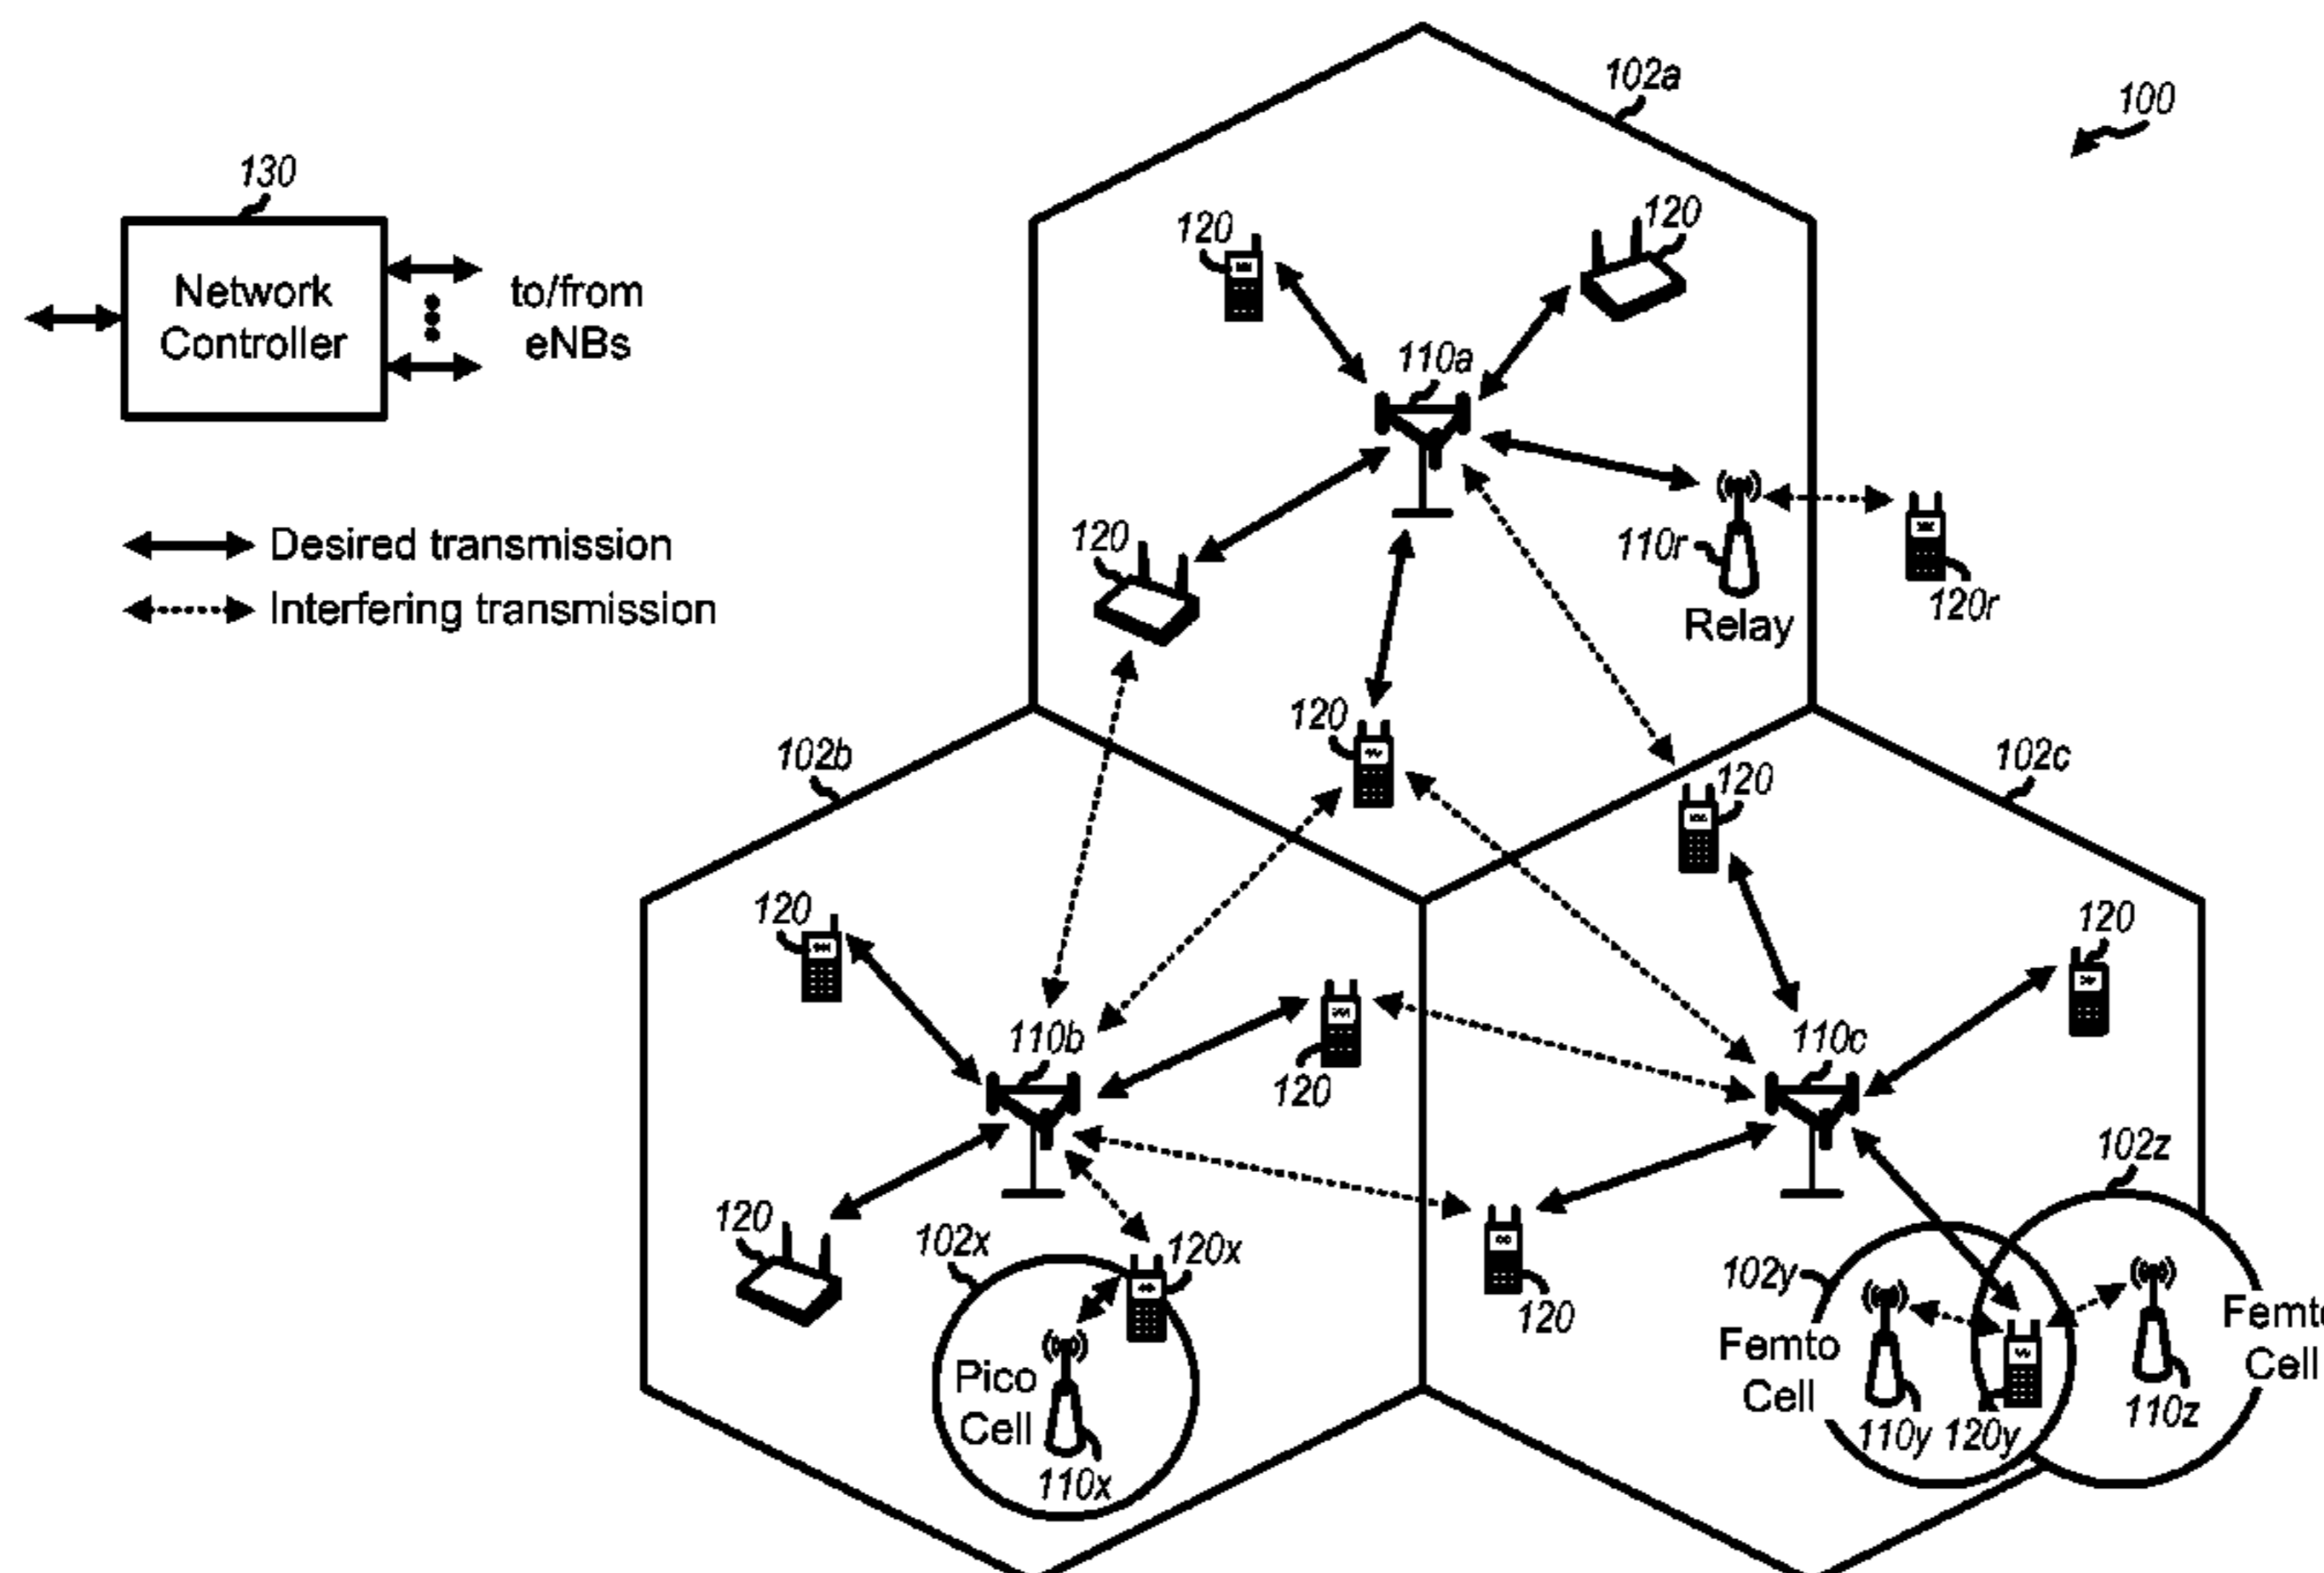 102a
100
130
120
120
Network
Controller
to/from
eNBs
110a
Desired transmission
Interfering transmission
120
110r
120r
Relay
120
102b
102c
120
120
120
110b
120
110c
102z
120
102x
120x
102y
120
Femto
Cell
Femto
Cell
Pico
Cell
110y
120y
110z
110x